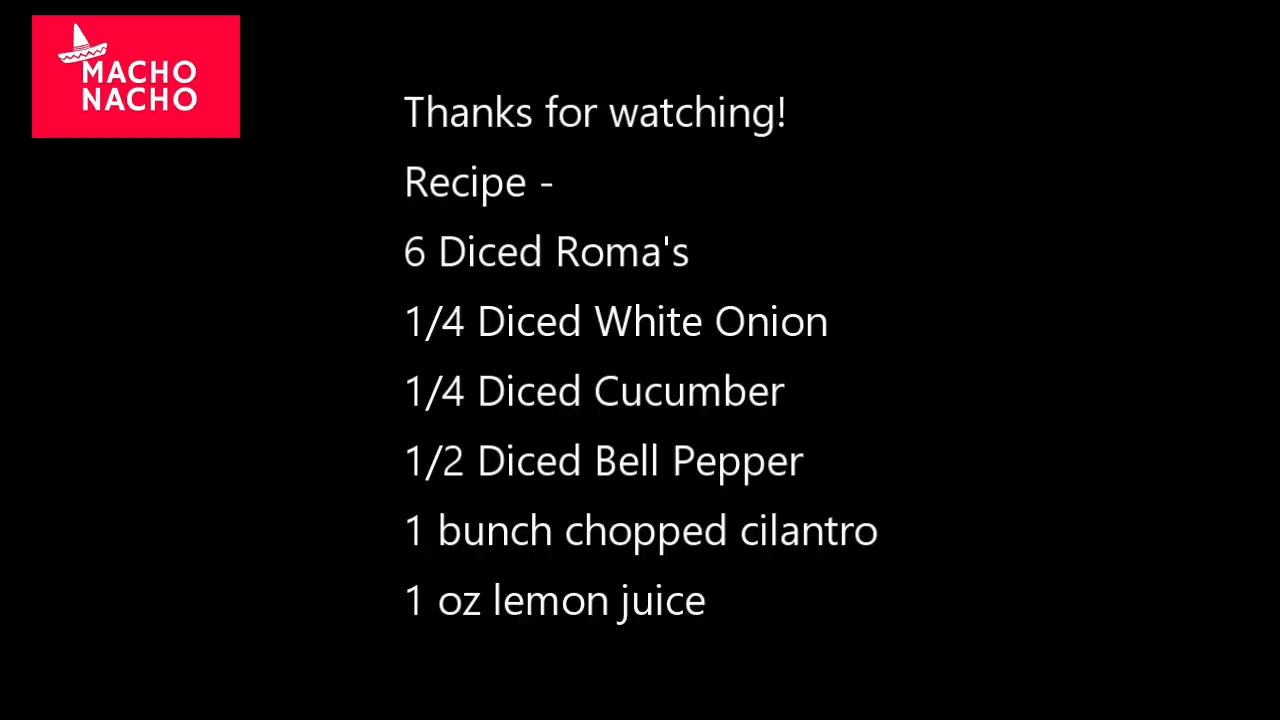 MACHO
NACHO
Thanks for watching!
Recipe -
6 Diced Roma's
1/4 Diced White Onion
1/4 Diced Cucumber
1/2 Diced Bell Pepper
1 bunch chopped cilantro
1 oz lemon juice